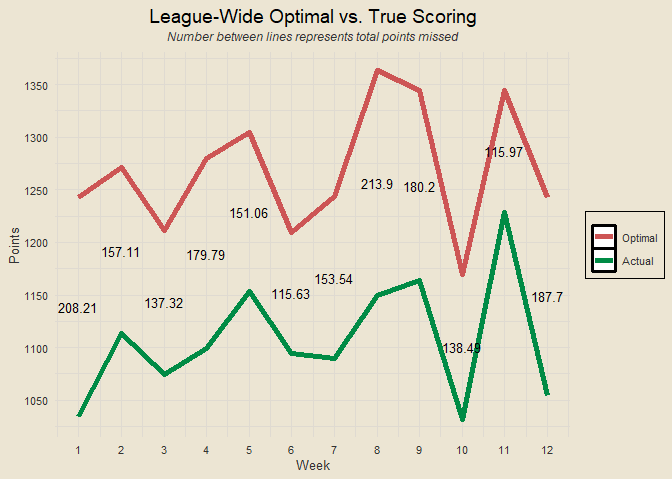 League-Wide Optimal vs. True Scoring
Number between lines represents total points missed
1350
1300
1250
1200
1150
1100
1050
Points
208.21
157.11
137.32
179.79
151.06
115.63
153.54
213.9
180.2
138.49
115.97
187.7
Optimal
Actual
1 2 3 4 5 6 7 8 9 10 11 12
Week